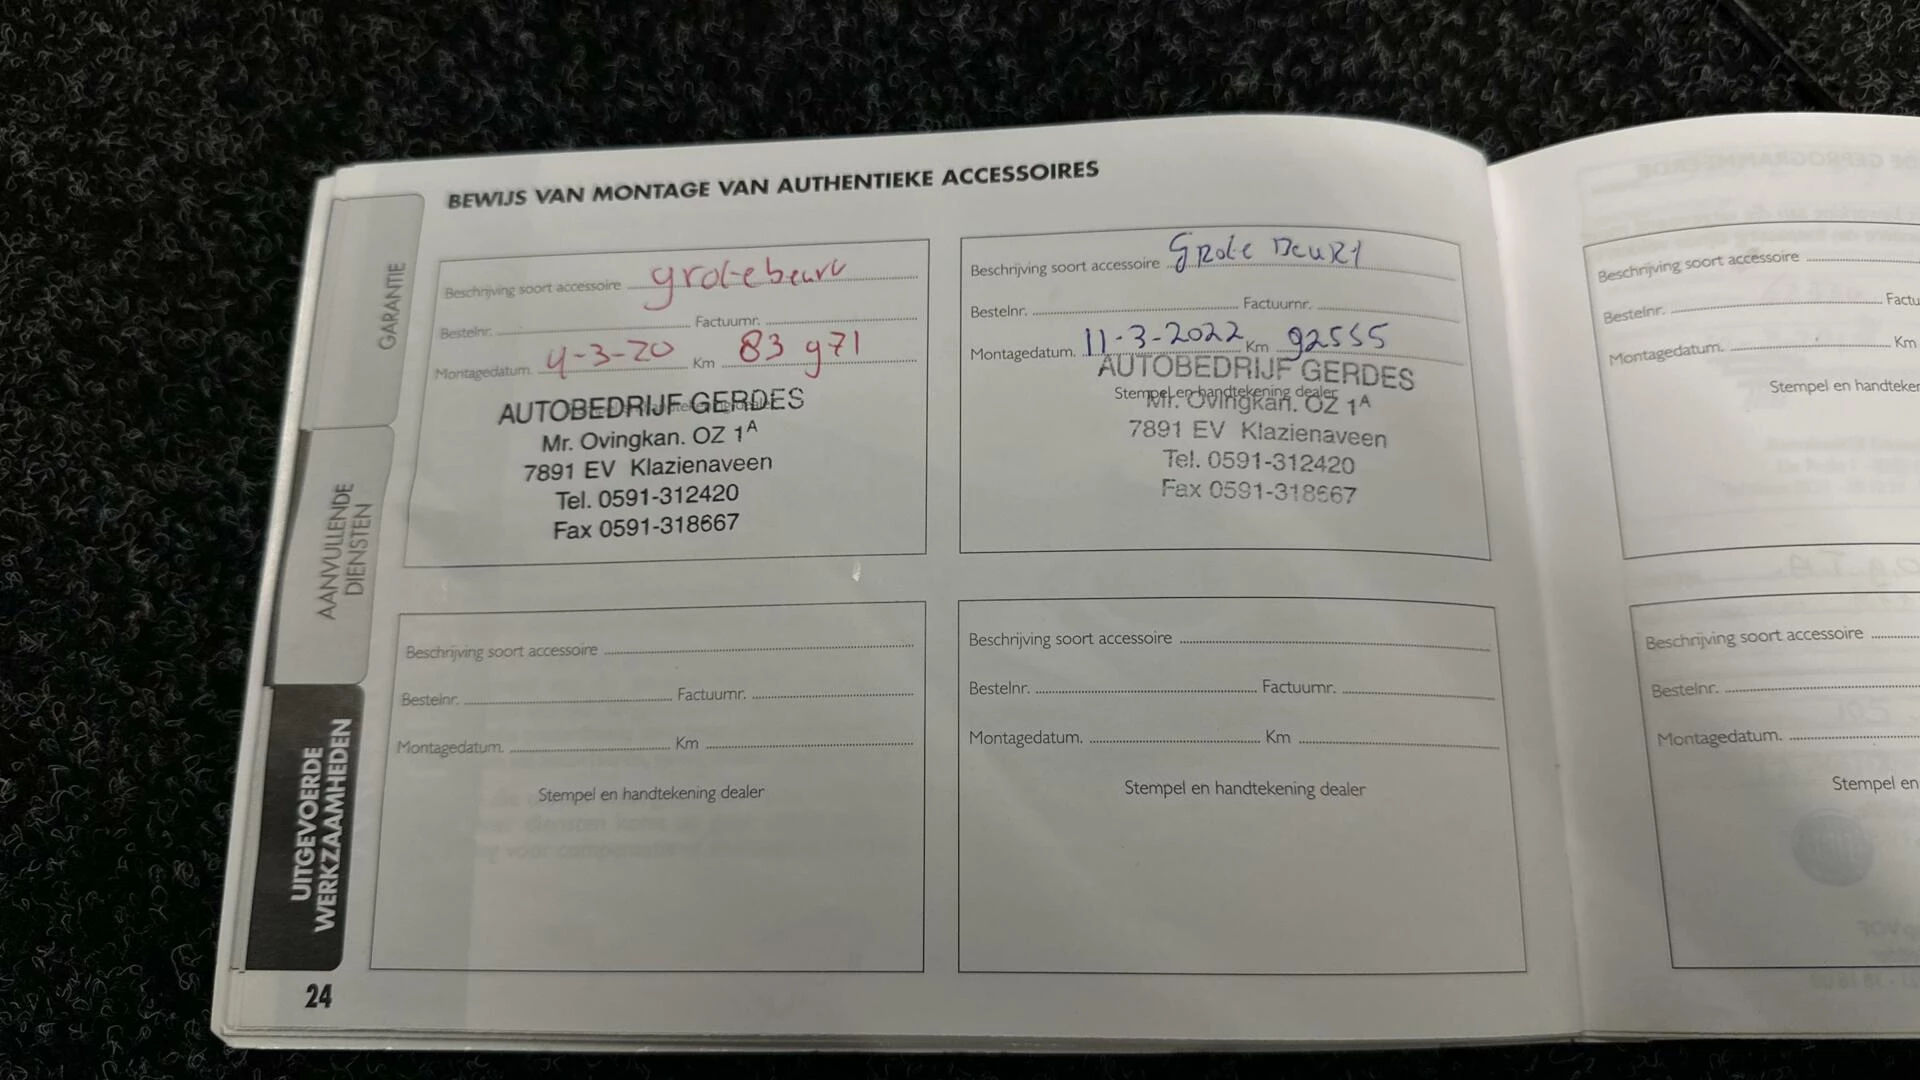 BEWIJS VAN MONTAGE VAN AUTHENTIEKE ACCESSOIRES
GARANTIE
AANVULLENDE
DIENSTEN
UITGEVOERDE
WERKZAAMHEDEN
Beschrijving soort accessoire grote beurt
Bestelnr. Factuurnr.
Montagedatum. 4-3-20 Km 83 971
AUTOBEDRIJF GERDES
Mr. Ovingkan. OZ 1A
7891 EV Klazienaveen
Tel. 0591-312420
Fax 0591-318667
Beschrijving soort accessoire Grote Beurt
Bestelnr. Factuurnr.
Montagedatum. 11-3-2022 Km 92555
AUTOBEDRIJF GERDES
Stempel en handtekening dealer
Mr. Ovingkan. OZ 1A
7891 EV Klazienaveen
Tel. 0591-312420
Fax 0591-318667
Beschrijving soort accessoire
Bestelnr. Factuurnr.
Montagedatum. Km
Stempel en handtekening dealer
Beschrijving soort accessoire
Bestelnr. Factuurnr.
Montagedatum. Km
Stempel en handtekening dealer
24
Beschrijving soort accessoire
Bestelnr. Factu
Montagedatum. Km
Stempel en handteker
Beschrijving soort accessoire
Bestelnr.
Montagedatum.
Stempel en